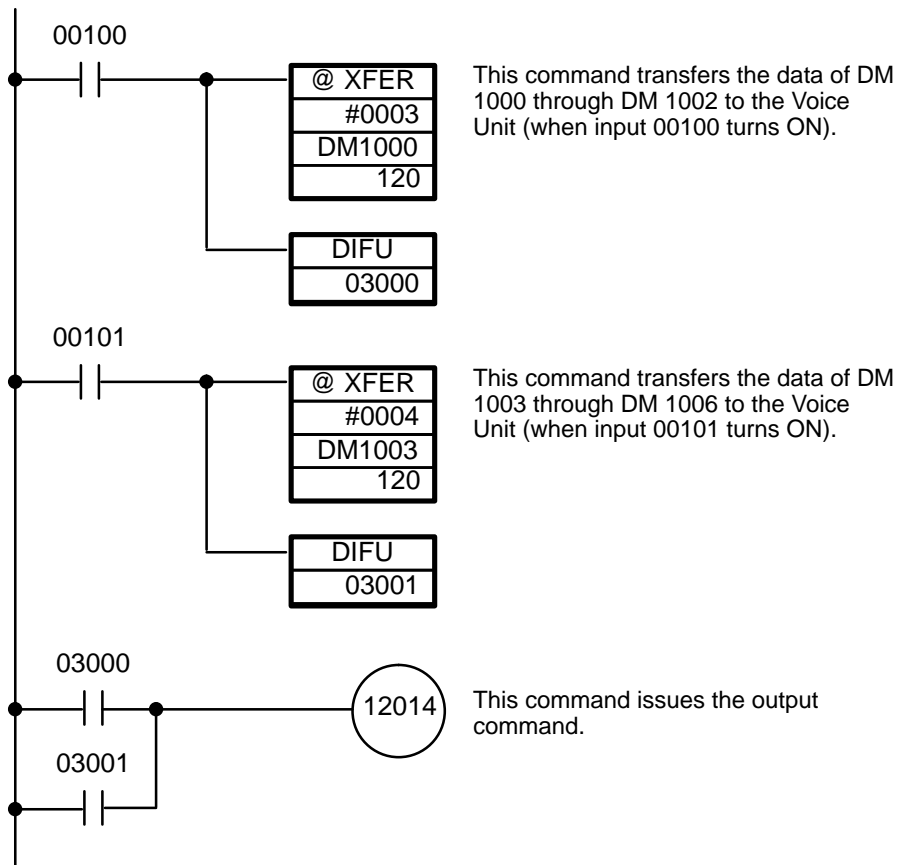 00100
@ XFER
#0003
DM1000
120
This command transfers the data of DM
1000 through DM 1002 to the Voice
Unit (when input 00100 turns ON).
DIFU
03000
00101
@ XFER
#0004
DM1003
120
This command transfers the data of DM
1003 through DM 1006 to the Voice
Unit (when input 00101 turns ON).
DIFU
03001
03000
12014
This command issues the output
command.
03001